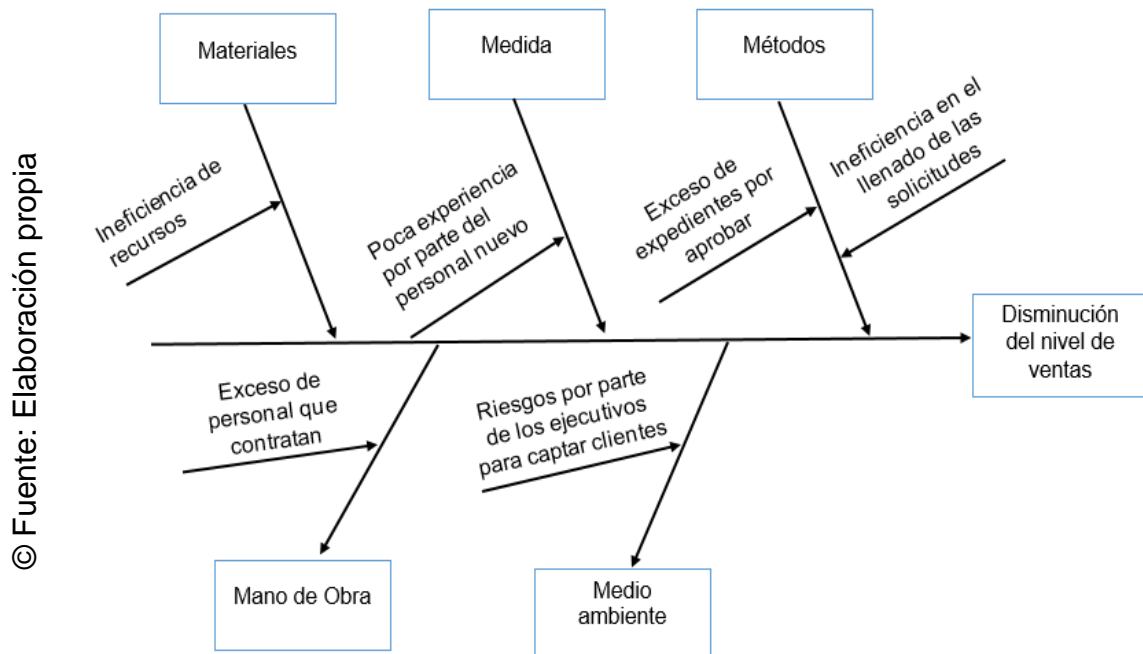 © Fuente: Elaboración propia
Materiales
Medida
Métodos
Ineficiencia de
recursos
Poca experiencia
por parte del
personal nuevo
Exceso de
expedientes por
aprobar
Ineficiencia en el
llenado de las
solicitudes
Disminución
del nivel de
ventas
Exceso de
personal que
contratan
Riesgos por parte
de los ejecutivos
para captar clientes
Mano de Obra
Medio
ambiente